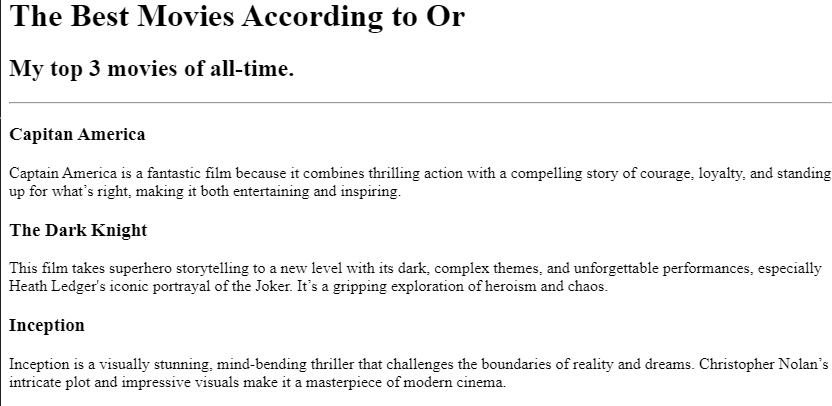 The Best Movies According to Or
My top 3 movies of all-time.
Capitan America
Captain America is a fantastic film because it combines thrilling action with a compelling story of courage, loyalty, and standing
up for what’s right, making it both entertaining and inspiring.
The Dark Knight
This film takes superhero storytelling to a new level with its dark, complex themes, and unforgettable performances, especially
Heath Ledger's iconic portrayal of the Joker. It’s a gripping exploration of heroism and chaos.
Inception
Inception is a visually stunning, mind-bending thriller that challenges the boundaries of reality and dreams. Christopher Nolan’s
intricate plot and impressive visuals make it a masterpiece of modern cinema.